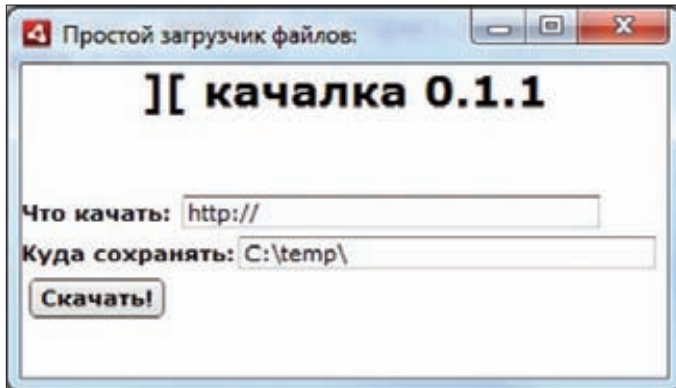 Простой загрузчик файлов:
][ качалка 0.1.1
Что качать: http://
Куда сохранять: C:\temp\
Скачать!